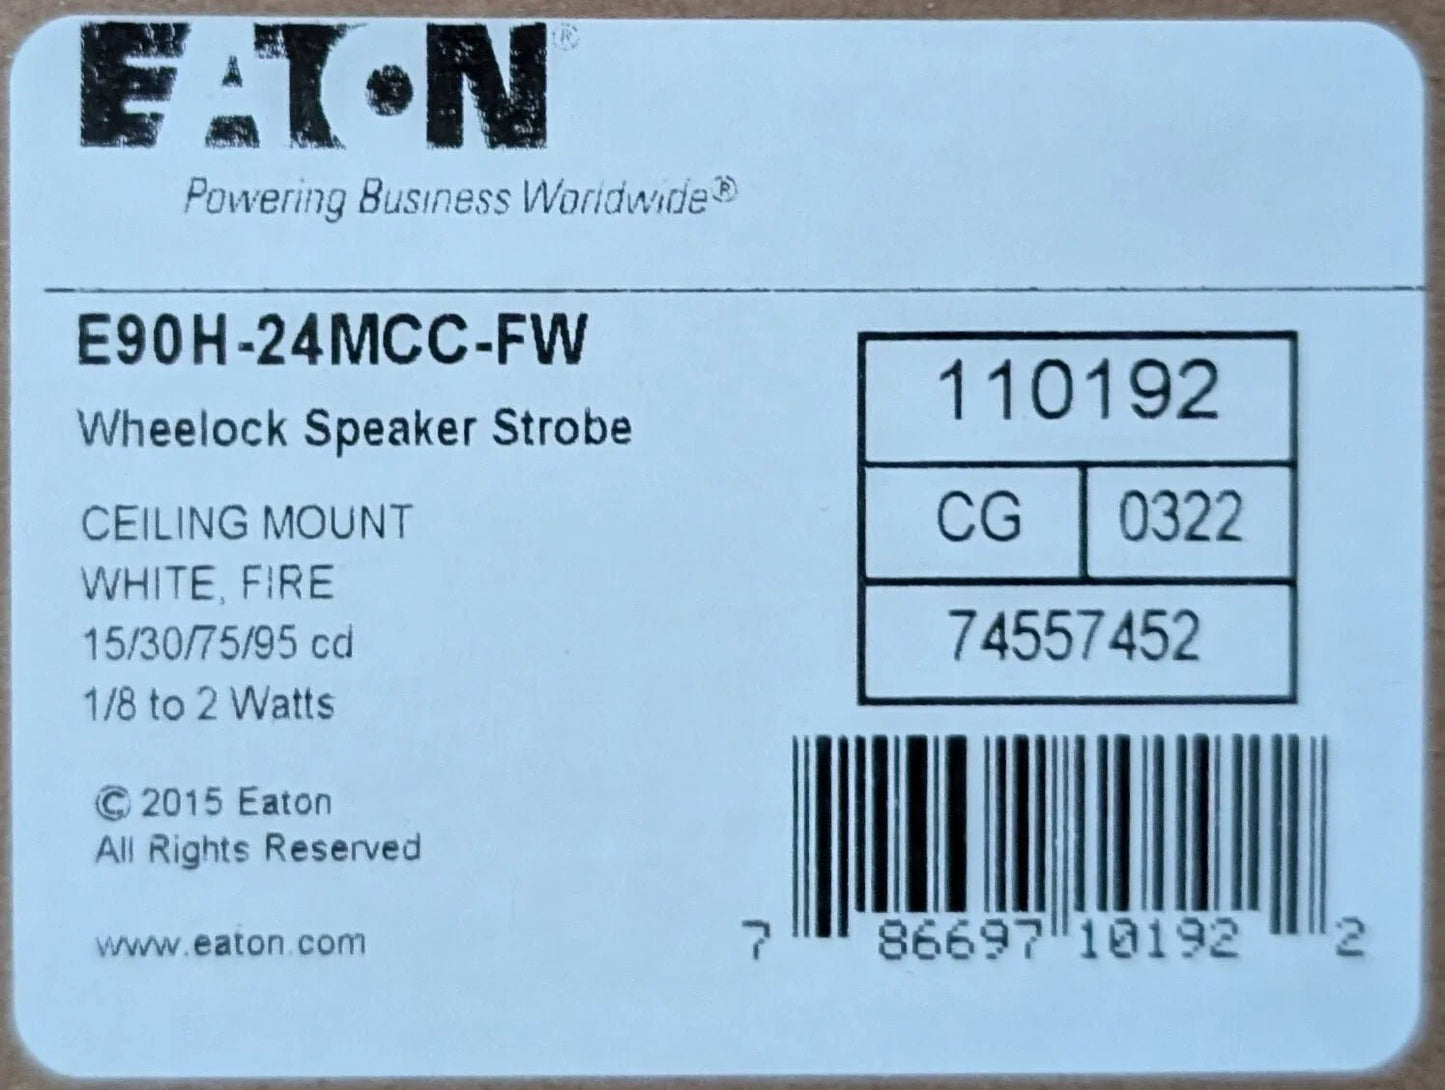 EATON®
Powering Business Worldwide®
E90H-24MCC-FW
Wheelock Speaker Strobe
CEILING MOUNT
WHITE, FIRE
15/30/75/95 cd
1/8 to 2 Watts
© 2015 Eaton
All Rights Reserved
www.eaton.com
110192
CG 0322
74557452
7 86697 10192 2